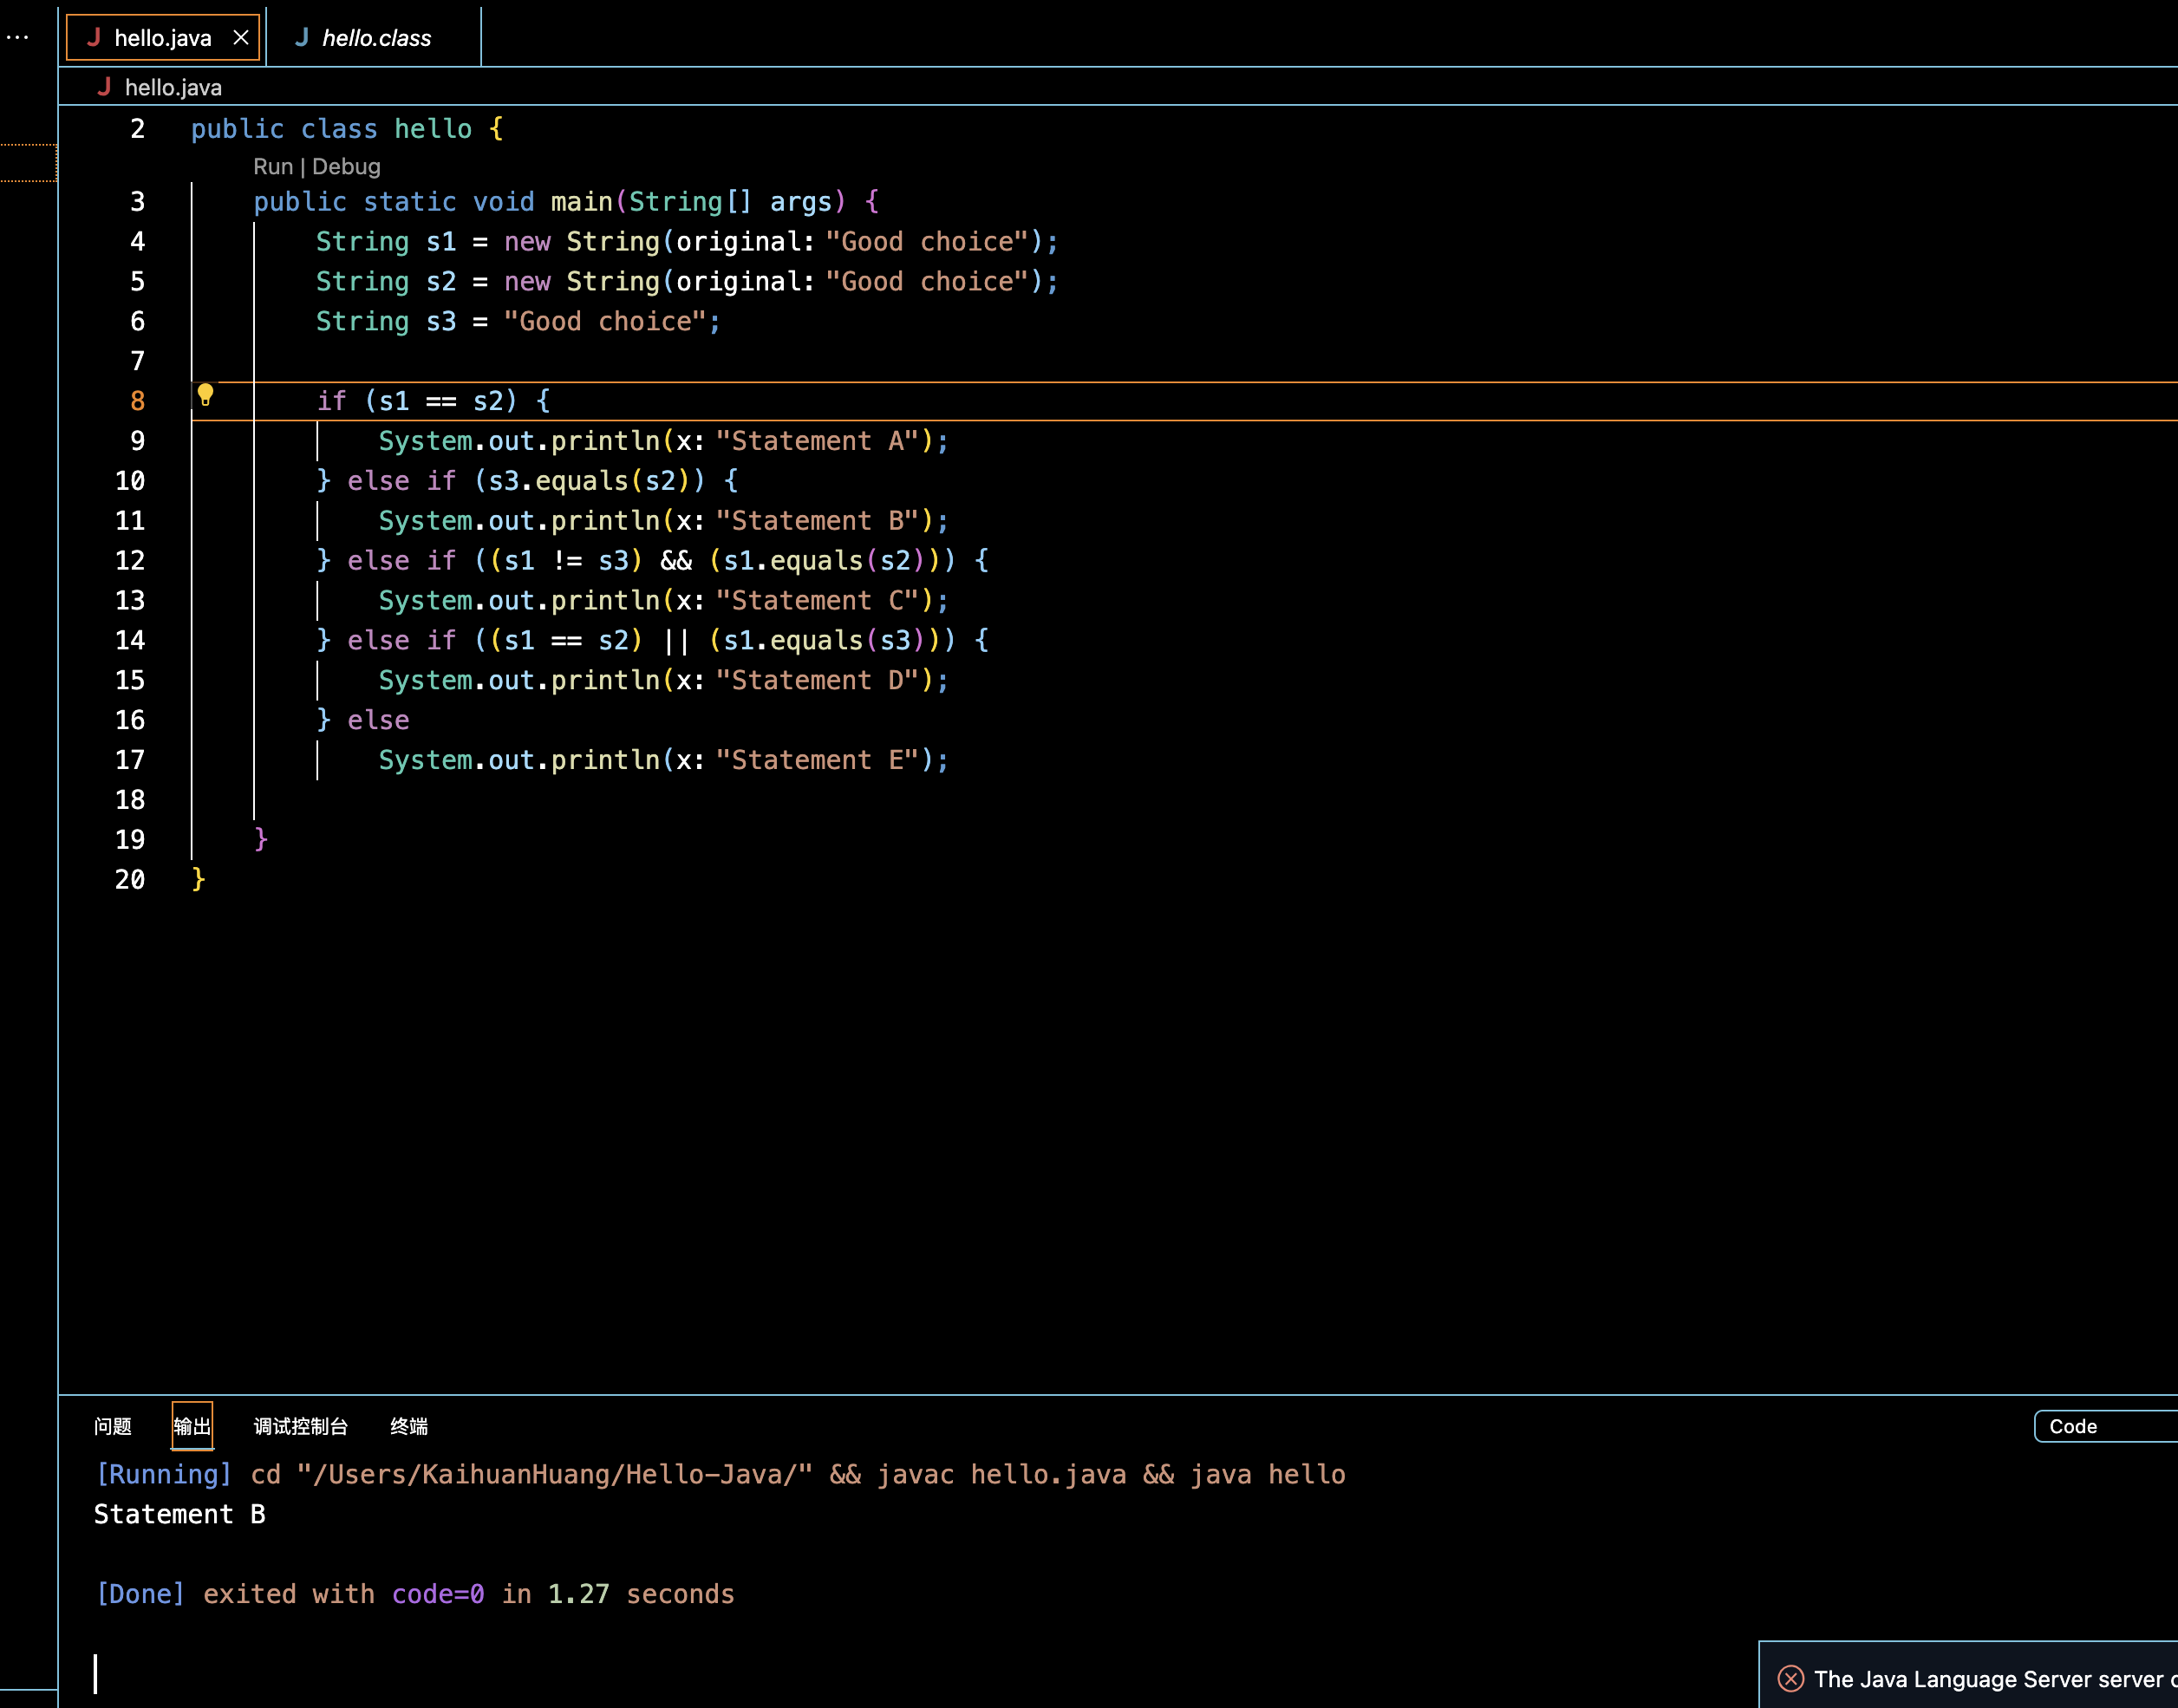 ...
hello.java
hello.class
hello.java
2 public class hello {
Run | Debug
3 public static void main(String[] args) {
4 String s1 = new String(original: "Good choice");
5 String s2 = new String(original: "Good choice");
6 String s3 = "Good choice";
7
8 if (s1 == s2) {
9 System.out.println(x: "Statement A");
10 } else if (s3.equals(s2)) {
11 System.out.println(x: "Statement B");
12 } else if ((s1 != s3) && (s1.equals(s2))) {
13 System.out.println(x: "Statement C");
14 } else if ((s1 == s2) || (s1.equals(s3))) {
15 System.out.println(x: "Statement D");
16 } else
17 System.out.println(x: "Statement E");
18
19 }
20 }
问题 输出 调试控制台 终端 Code
[Running] cd "/Users/KaihuanHuang/Hello-Java/" && javac hello.java && java hello
Statement B
[Done] exited with code=0 in 1.27 seconds
The Java Language Server server